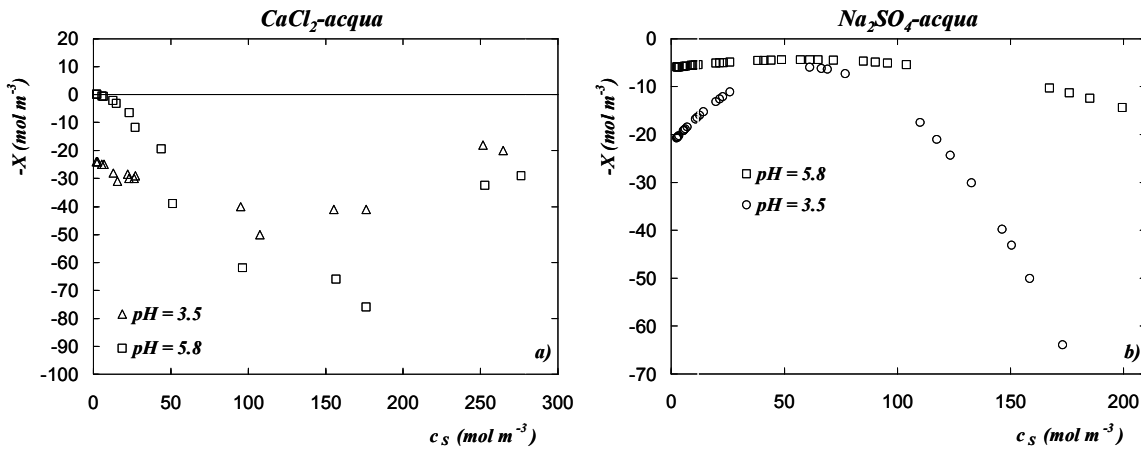 CaCl₂-acqua
20
10
0
-10
-20
-30
-40
-50
-60
-70
-80
-90
-100
-X (mol m⁻³)
pH = 3.5
pH = 5.8
a)
0 50 100 150 200 250 300
c_S (mol m⁻³)
Na₂SO₄-acqua
0
-10
-20
-30
-40
-50
-60
-70
-X (mol m⁻³)
pH = 5.8
pH = 3.5
b)
0 50 100 150 200
c_S (mol m⁻³)